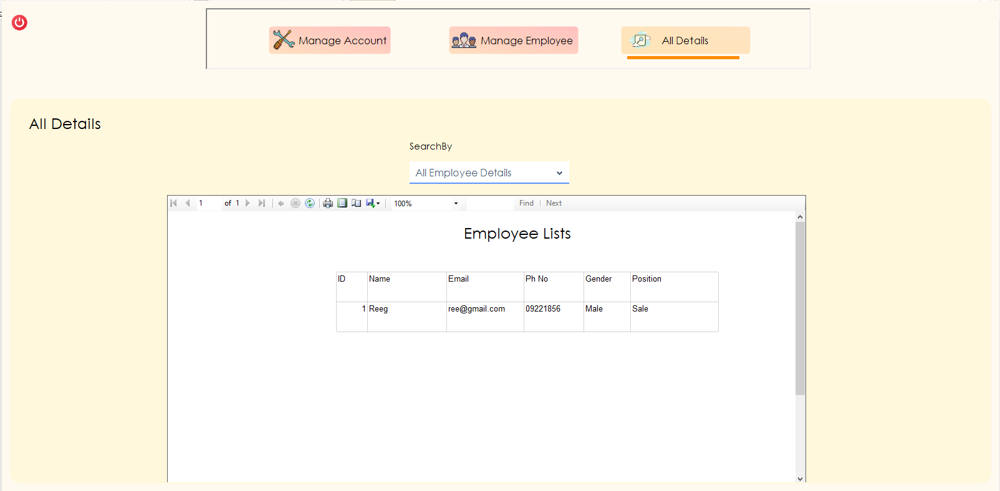 Manage Account
Manage Employee
All Details
All Details
SearchBy
All Employee Details
1 of 1 100% Find Next
Employee Lists
ID Name Email Ph No Gender Position
1 Reeg ree@gmail.com 09221856 Male Sale